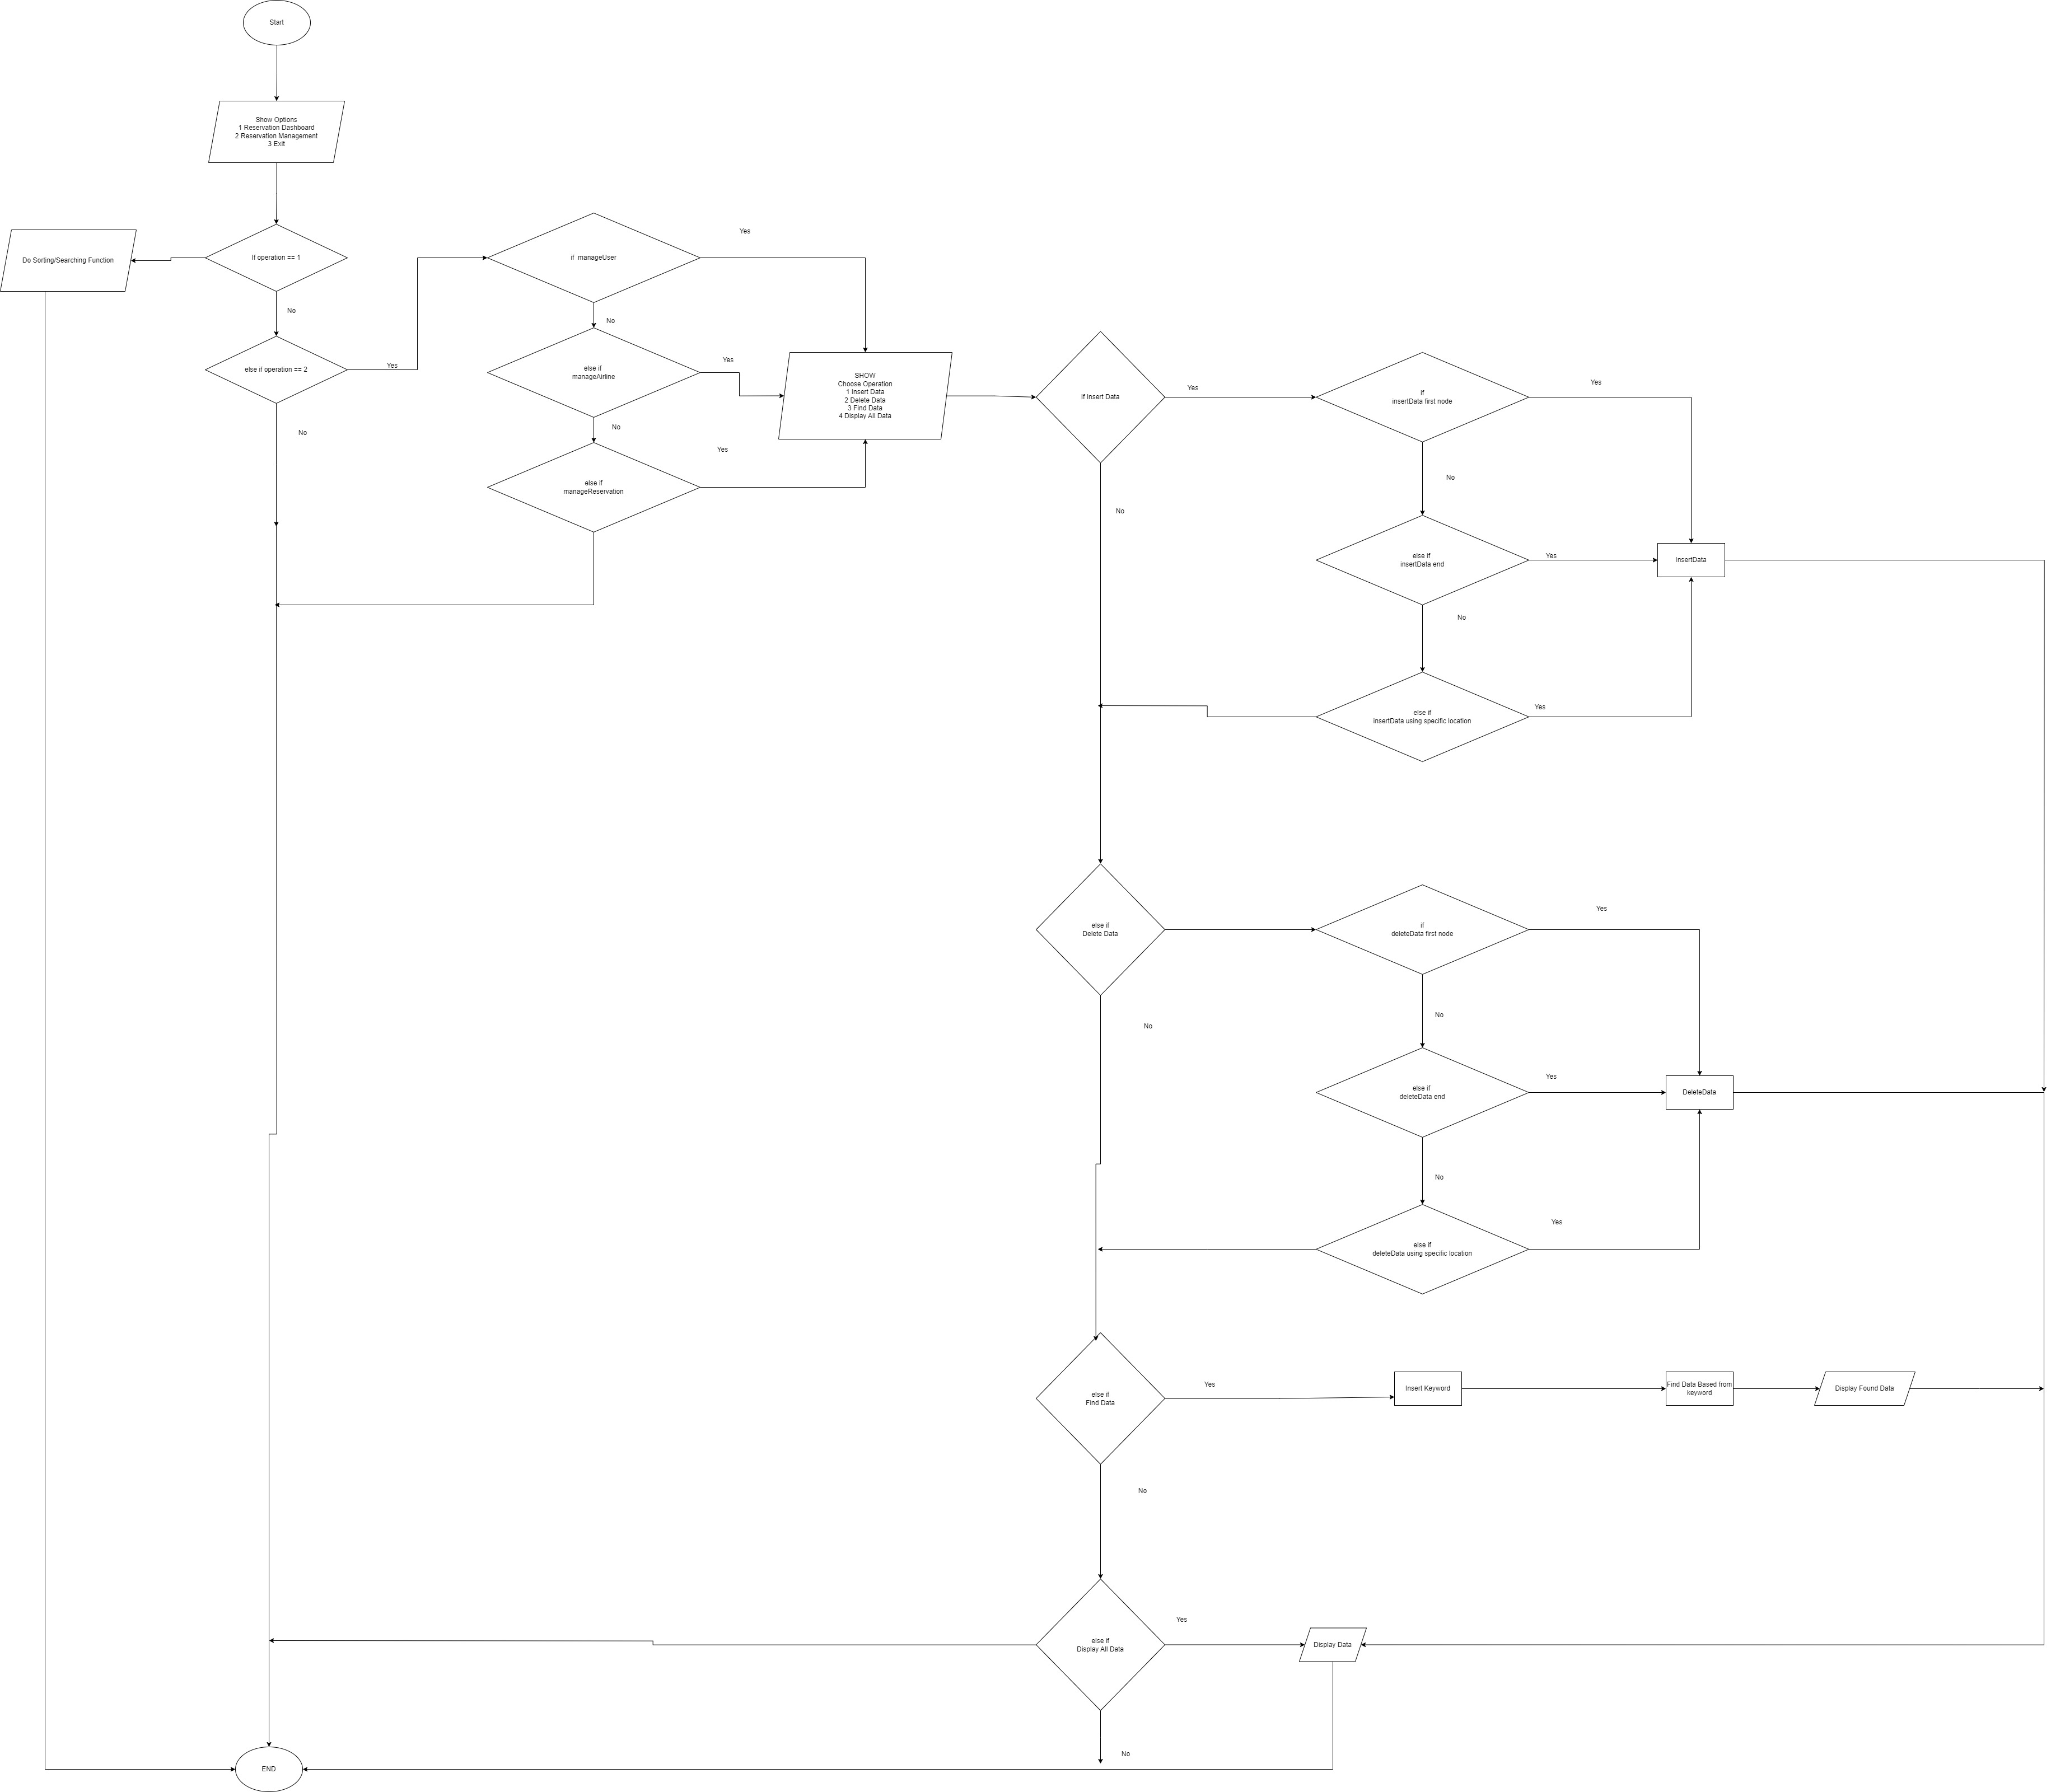 Start
Show Options
1 Reservation Dashboard
2 Reservation Management
3 Exit
Do Sorting/Searching Function
If operation == 1
No
else if operation == 2
Yes
No
if  manageUser
Yes
No
else if
manageAirline
Yes
No
else if
manageReservation
Yes
SHOW
Choose Operation
1 Insert Data
2 Delete Data
3 Find Data
4 Display All Data
If Insert Data
Yes
No
if
insertData first node
Yes
No
else if
insertData end
Yes
No
else if
insertData using specific location
Yes
InsertData
else if
Delete Data
No
if
deleteData first node
Yes
No
else if
deleteData end
Yes
No
else if
deleteData using specific location
Yes
DeleteData
else if
Find Data
Yes
No
Insert Keyword
Find Data Based from
keyword
Display Found Data
else if
Display All Data
Yes
No
Display Data
END